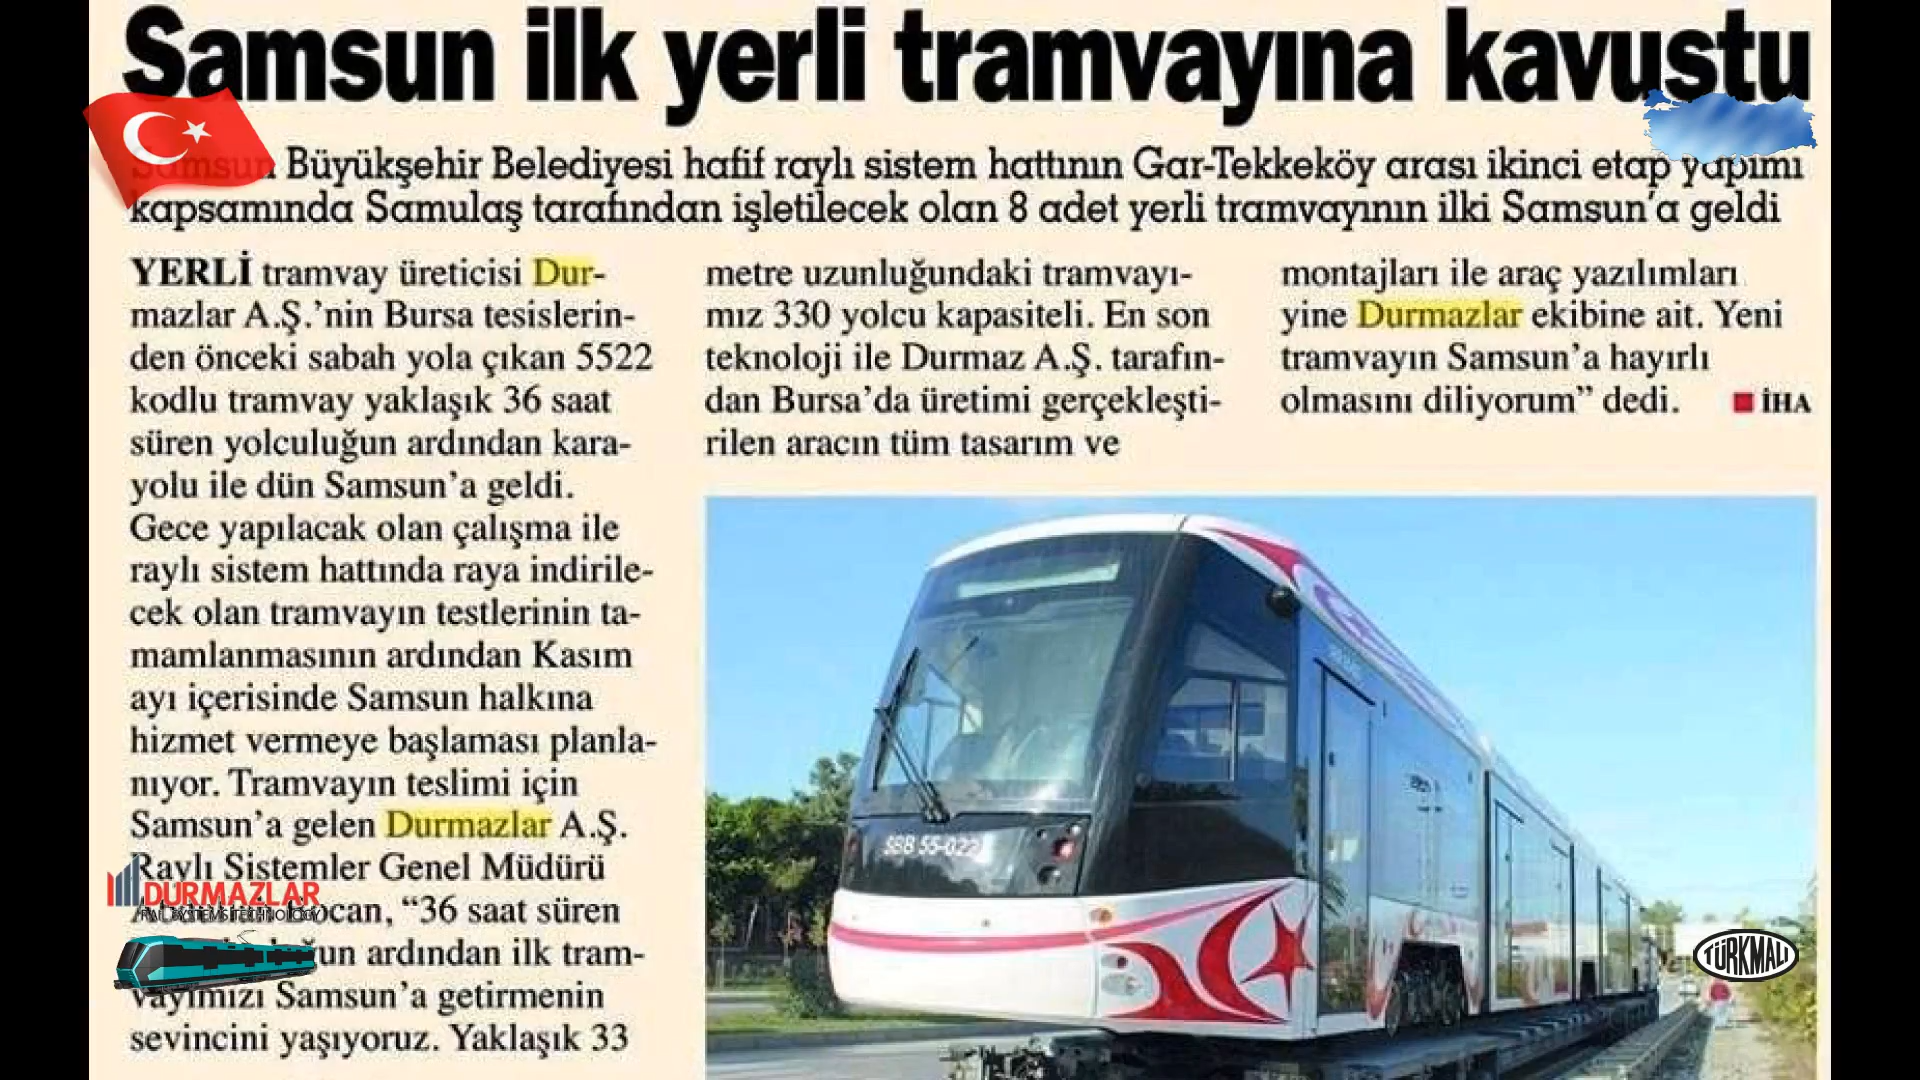 Samsun ilk yerli tramvayına kavuştu
Samsun Büyükşehir Belediyesi hafif raylı sistem hattının Gar-Tekkeköy arası ikinci etap yapımı
kapsamında Samulaş tarafından işletilecek olan 8 adet yerli tramvayının ilki Samsun'a geldi
YERLİ tramvay üreticisi Dur-
mazlar A.Ş.'nin Bursa tesislerin-
den önceki sabah yola çıkan 5522
kodlu tramvay yaklaşık 36 saat
süren yolculuğun ardından kara-
yolu ile dün Samsun'a geldi.
Gece yapılacak olan çalışma ile
raylı sistem hattında raya indirile-
cek olan tramvayın testlerinin ta-
mamlanmasının ardından Kasım
ayı içerisinde Samsun halkına
hizmet vermeye başlaması planla-
nıyor. Tramvayın teslimi için
Samsun'a gelen Durmazlar A.Ş.
Raylı Sistemler Genel Müdürü
Bocan, “36 saat süren
ardından ilk tram-
vayımızı Samsun'a getirmenin
sevincini yaşıyoruz. Yaklaşık 33
metre uzunluğundaki tramvayı-
mız 330 yolcu kapasiteli. En son
teknoloji ile Durmaz A.Ş. tarafın-
dan Bursa'da üretimi gerçekleşti-
rilen aracın tüm tasarım ve
montajları ile araç yazılımları
yine Durmazlar ekibine ait. Yeni
tramvayın Samsun'a hayırlı
olmasını diliyorum” dedi.
İHA
SBB 55-022
DURMAZLAR
RAIL SYSTEMS TECHNOLOGY
TÜRKMALI